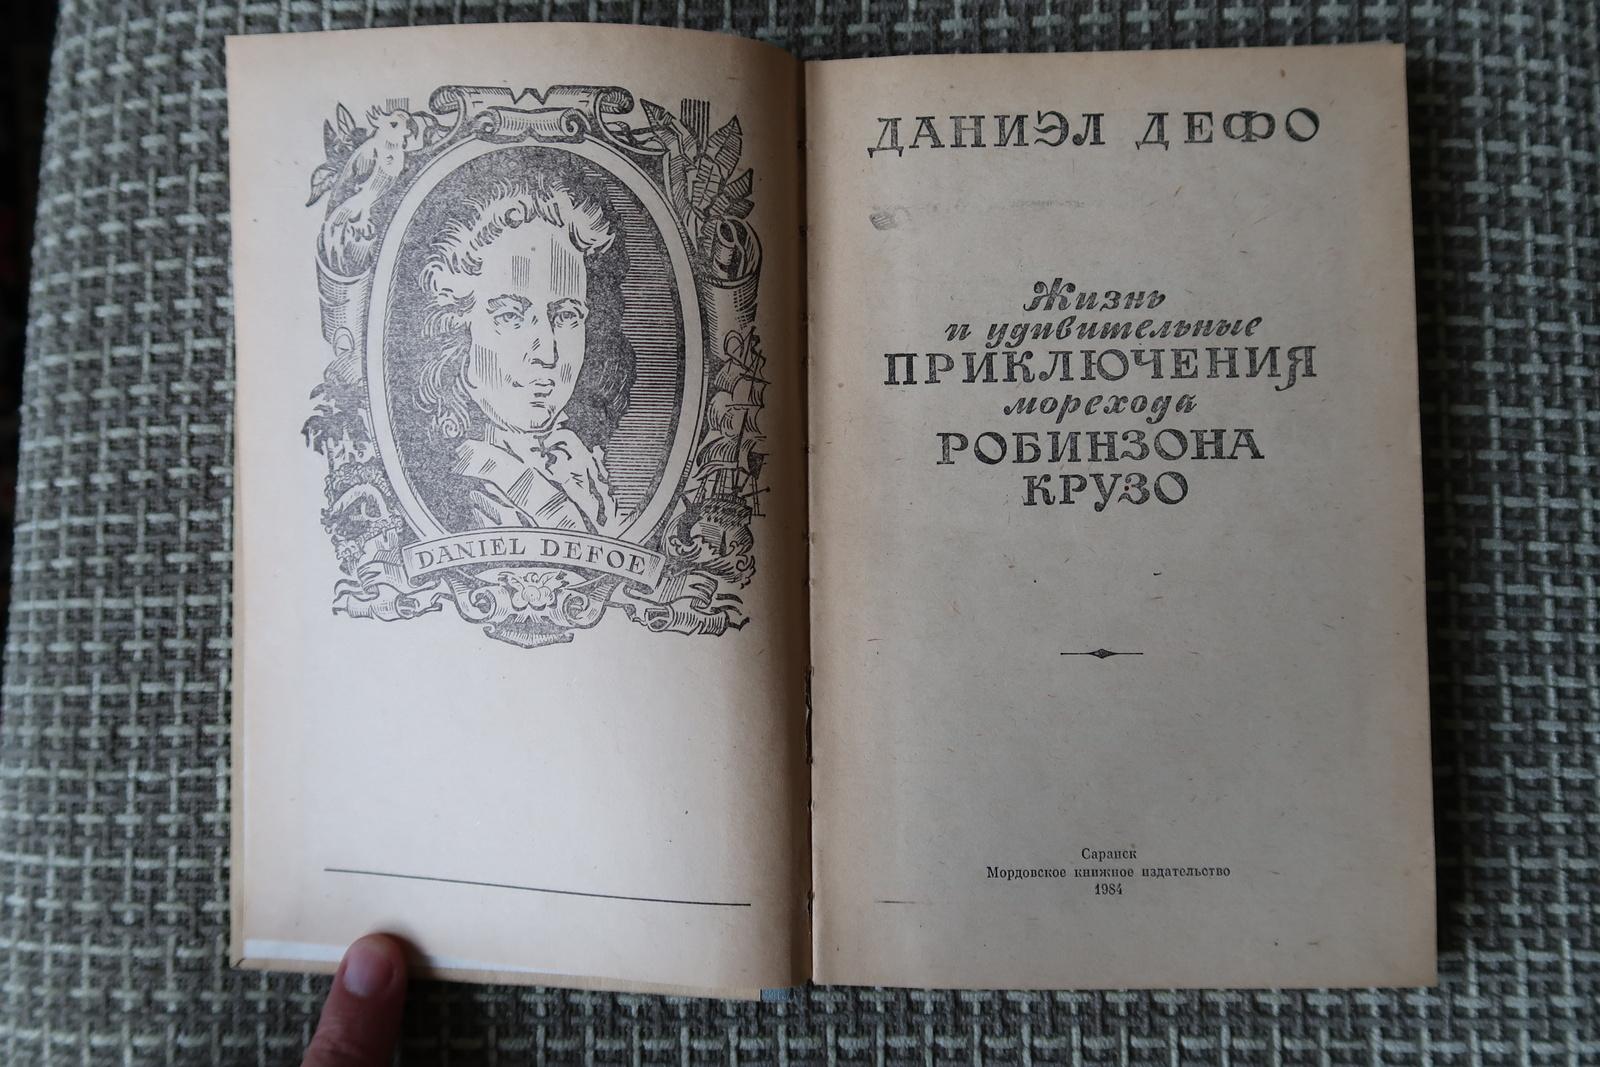 DANIEL DEFOE
ДАНИЭЛ ДЕФО
Жизнь
и удивительные
ПРИКЛЮЧЕНИЯ
морехода
РОБИНЗОНА
КРУЗО
Саранск
Мордовское книжное издательство
1984